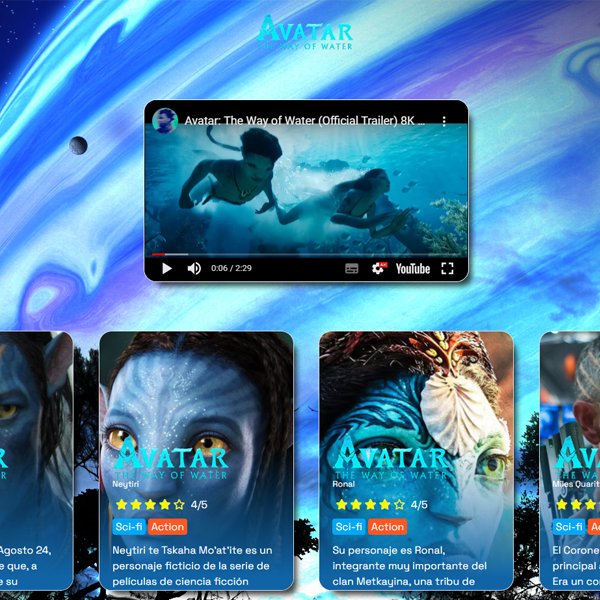 AVATAR
THE WAY OF WATER
Avatar: The Way of Water (Official Trailer) 8K ...
0:06 / 2:29
4K
YouTube
Agosto 24,
e que, a
e su
AVATAR
THE WAY OF WATER
Neytiri
4/5
Sci-fi Action
Neytiri te Tskaha Mo'at'ite es un
personaje ficticio de la serie de
películas de ciencia ficción
AVATAR
THE WAY OF WATER
Ronal
4/5
Sci-fi Action
Su personaje es Ronal,
integrante muy importante del
clan Metkayina, una tribu de
Miles Quarit
Sci-fi
El Corone
principal
Era un co